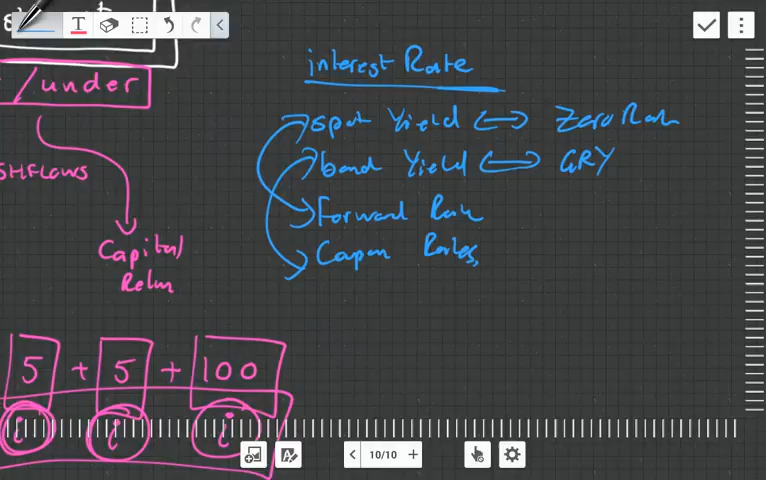 /under
SHFLOWS
Capital
Return
5 + 5 + 100
i i i
interest Rate
spot Yield ⟺ Zero Rate
bond Yield ⟺ GRY
Forward Rate
Coupon Rates,
10/10